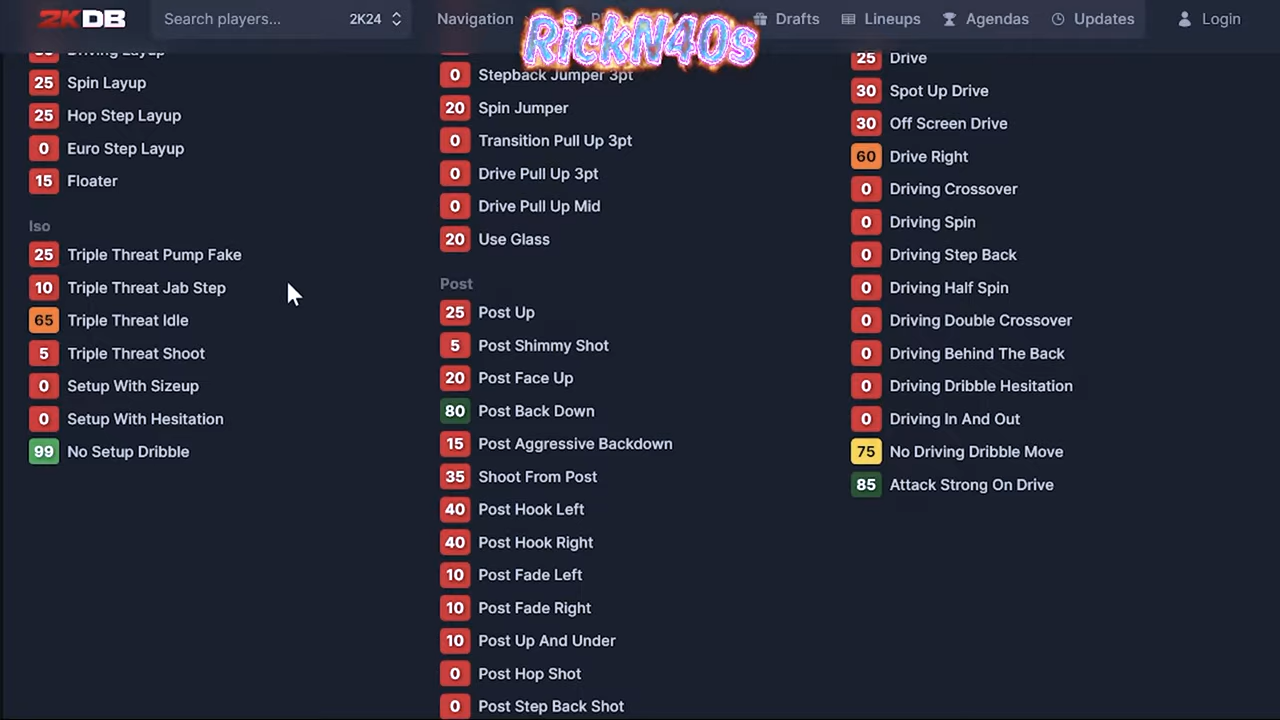 2KDB
Search players...
2K24
Navigation
Drafts
Lineups
Agendas
Updates
Login
RickN40s
Driving Layup
25 Spin Layup
25 Hop Step Layup
0 Euro Step Layup
15 Floater
Iso
25 Triple Threat Pump Fake
10 Triple Threat Jab Step
65 Triple Threat Idle
5 Triple Threat Shoot
0 Setup With Sizeup
0 Setup With Hesitation
99 No Setup Dribble
0 Stepback Jumper 3pt
20 Spin Jumper
0 Transition Pull Up 3pt
0 Drive Pull Up 3pt
0 Drive Pull Up Mid
20 Use Glass
Post
25 Post Up
5 Post Shimmy Shot
20 Post Face Up
80 Post Back Down
15 Post Aggressive Backdown
35 Shoot From Post
40 Post Hook Left
40 Post Hook Right
10 Post Fade Left
10 Post Fade Right
10 Post Up And Under
0 Post Hop Shot
0 Post Step Back Shot
25 Drive
30 Spot Up Drive
30 Off Screen Drive
60 Drive Right
0 Driving Crossover
0 Driving Spin
0 Driving Step Back
0 Driving Half Spin
0 Driving Double Crossover
0 Driving Behind The Back
0 Driving Dribble Hesitation
0 Driving In And Out
75 No Driving Dribble Move
85 Attack Strong On Drive